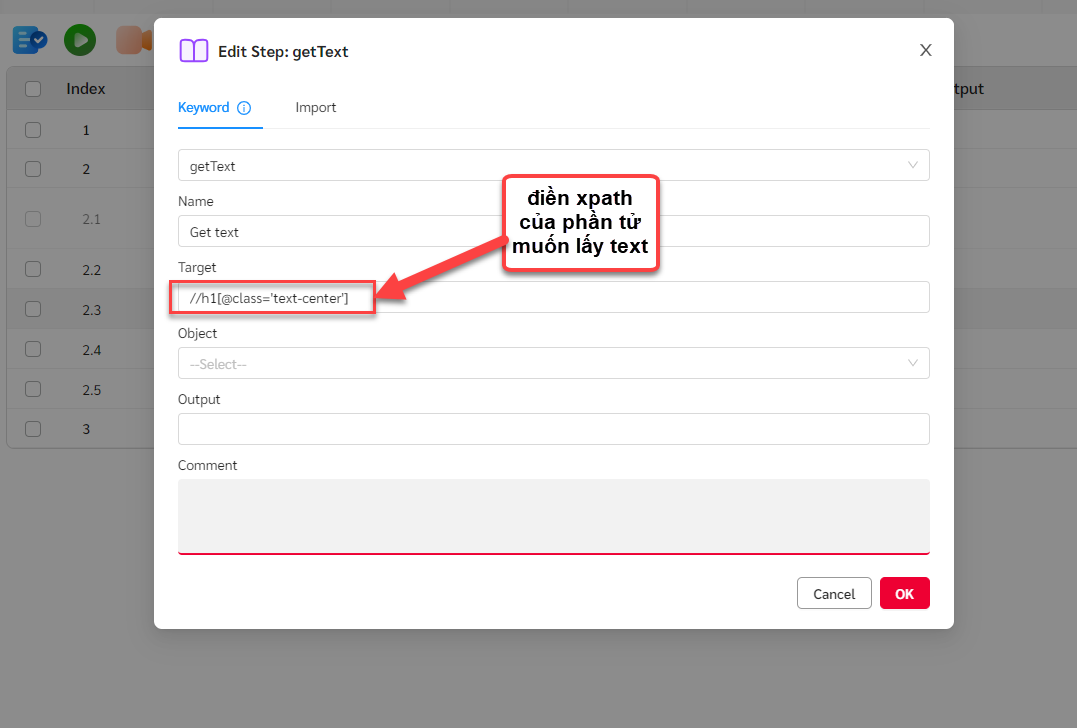 Edit Step: getText
Index
tput
Keyword
Import
1
getText
2
điền xpath
của phần tử
muốn lấy text
Name
2.1
Get text
Target
2.2
//h1[@class='text-center']
2.3
Object
2.4
--Select--
2.5
Output
3
Comment
Cancel
OK